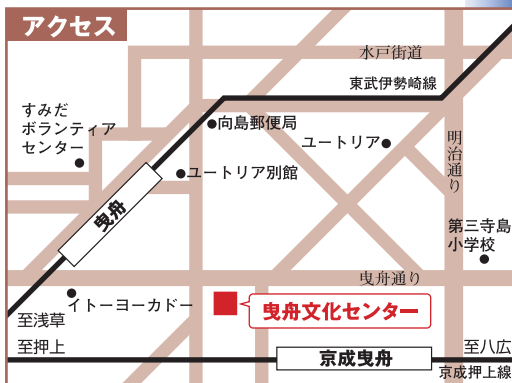 アクセス
水戸街道
東武伊勢崎線
すみだ
ボランティア
センター
向島郵便局
ユートリア
明治通り
ユートリア別館
曳舟
第三寺島
小学校
曳舟通り
イトーヨーカドー
曳舟文化センター
至浅草
至押上
京成曳舟
至八広
京成押上線